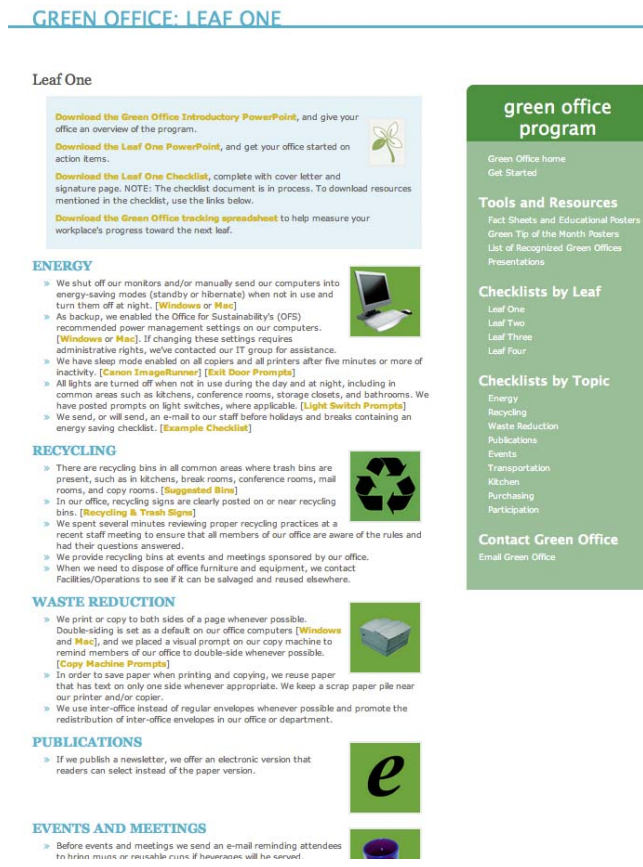 GREEN OFFICE: LEAF ONE
Leaf One
Download the Green Office Introductory PowerPoint, and give your
office an overview of the program.
Download the Leaf One PowerPoint, and get your office started on
action items.
Download the Leaf One Checklist, complete with cover letter and
signature page. NOTE: The checklist document is in process. To download resources
mentioned in the checklist, use the links below.
Download the Green Office tracking spreadsheet to help measure your
workplace's progress toward the next leaf.
ENERGY
» We shut off our monitors and/or manually send our computers into
energy-saving modes (standby or hibernate) when not in use and
turn them off at night. [Windows or Mac]
» As backup, we enabled the Office for Sustainability's (OFS)
recommended power management settings on our computers.
[Windows or Mac]. If changing these settings requires
administrative rights, we've contacted our IT group for assistance.
» We have sleep mode enabled on all copiers and all printers after five minutes or more of
inactivity. [Canon ImageRunner] [Exit Door Prompts]
» All lights are turned off when not in use during the day and at night, including in
common areas such as kitchens, conference rooms, storage closets, and bathrooms. We
have posted prompts on light switches, where applicable. [Light Switch Prompts]
» We send, or will send, an e-mail to our staff before holidays and breaks containing an
energy saving checklist. [Example Checklist]
RECYCLING
» There are recycling bins in all common areas where trash bins are
present, such as in kitchens, break rooms, conference rooms, mail
rooms, and copy rooms. [Suggested Bins]
» In our office, recycling signs are clearly posted on or near recycling
bins. [Recycling & Trash Signs]
» We spent several minutes reviewing proper recycling practices at a
recent staff meeting to ensure that all members of our office are aware of the rules and
had their questions answered.
» We provide recycling bins at events and meetings sponsored by our office.
» When we need to dispose of office furniture and equipment, we contact
Facilities/Operations to see if it can be salvaged and reused elsewhere.
WASTE REDUCTION
» We print or copy to both sides of a page whenever possible.
Double-siding is set as a default on our office computers [Windows
and Mac], and we placed a visual prompt on our copy machine to
remind members of our office to double-side whenever possible.
[Copy Machine Prompts]
» In order to save paper when printing and copying, we reuse paper
that has text on only one side whenever appropriate. We keep a scrap paper pile near
our printer and/or copier.
» We use inter-office instead of regular envelopes whenever possible and promote the
redistribution of inter-office envelopes in our office or department.
PUBLICATIONS
» If we publish a newsletter, we offer an electronic version that
readers can select instead of the paper version.
e
EVENTS AND MEETINGS
» Before events and meetings we send an e-mail reminding attendees
to bring mugs or reusable cups if beverages will be served.
green office
program
Green Office home
Get Started
Tools and Resources
Fact Sheets and Educational Posters
Green Tip of the Month Posters
List of Recognized Green Offices
Presentations
Checklists by Leaf
Leaf One
Leaf Two
Leaf Three
Leaf Four
Checklists by Topic
Energy
Recycling
Waste Reduction
Publications
Events
Transportation
Kitchen
Purchasing
Participation
Contact Green Office
Email Green Office